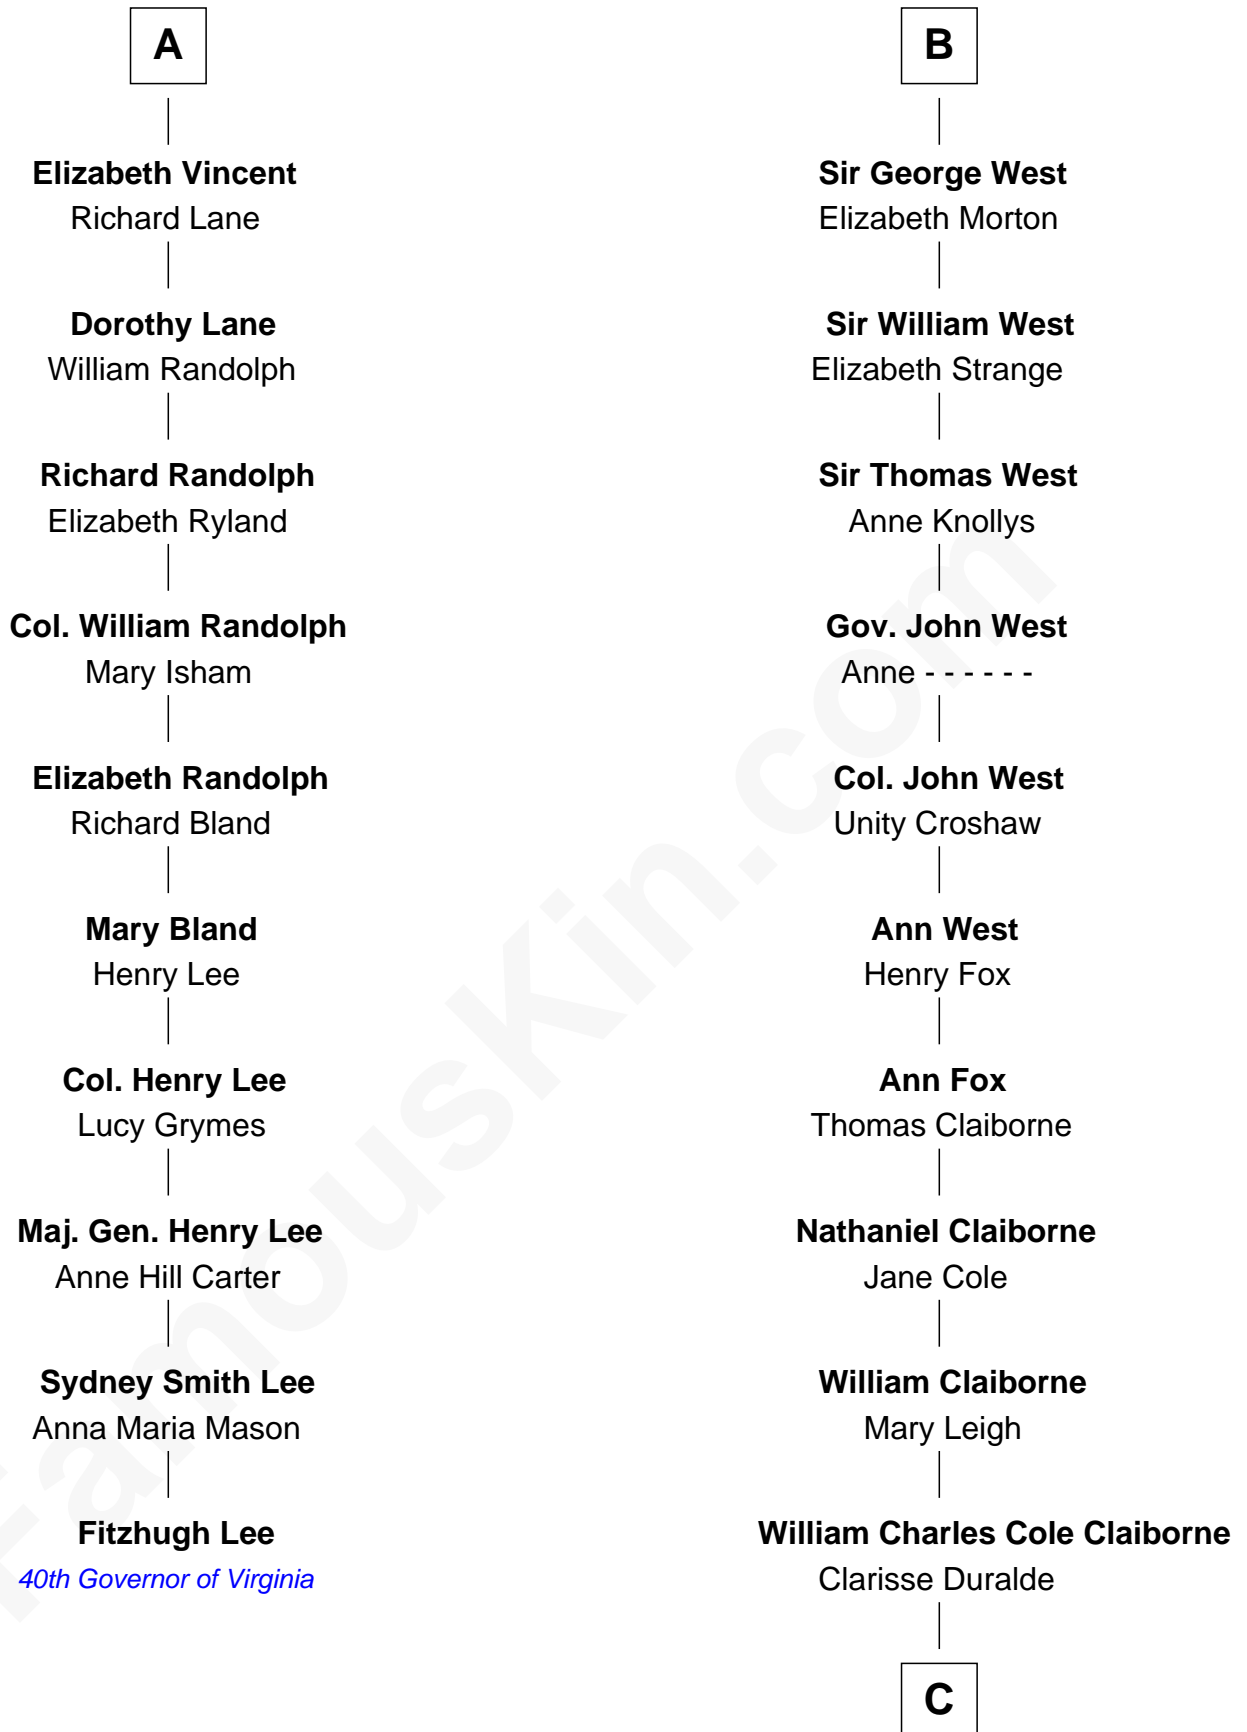 A
Elizabeth Vincent
Richard Lane
Dorothy Lane
William Randolph
Richard Randolph
Elizabeth Ryland
Col. William Randolph
Mary Isham
Elizabeth Randolph
Richard Bland
Mary Bland
Henry Lee
Col. Henry Lee
Lucy Grymes
Maj. Gen. Henry Lee
Anne Hill Carter
Sydney Smith Lee
Anna Maria Mason
Fitzhugh Lee
40th Governor of Virginia
B
Sir George West
Elizabeth Morton
Sir William West
Elizabeth Strange
Sir Thomas West
Anne Knollys
Gov. John West
Anne - - - - - -
Col. John West
Unity Croshaw
Ann West
Henry Fox
Ann Fox
Thomas Claiborne
Nathaniel Claiborne
Jane Cole
William Claiborne
Mary Leigh
William Charles Cole Claiborne
Clarisse Duralde
C
FamousKin.com